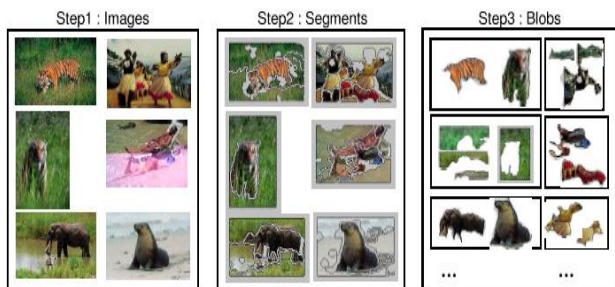 Step1 : Images
Step2 : Segments
Step3 : Blobs
... ...